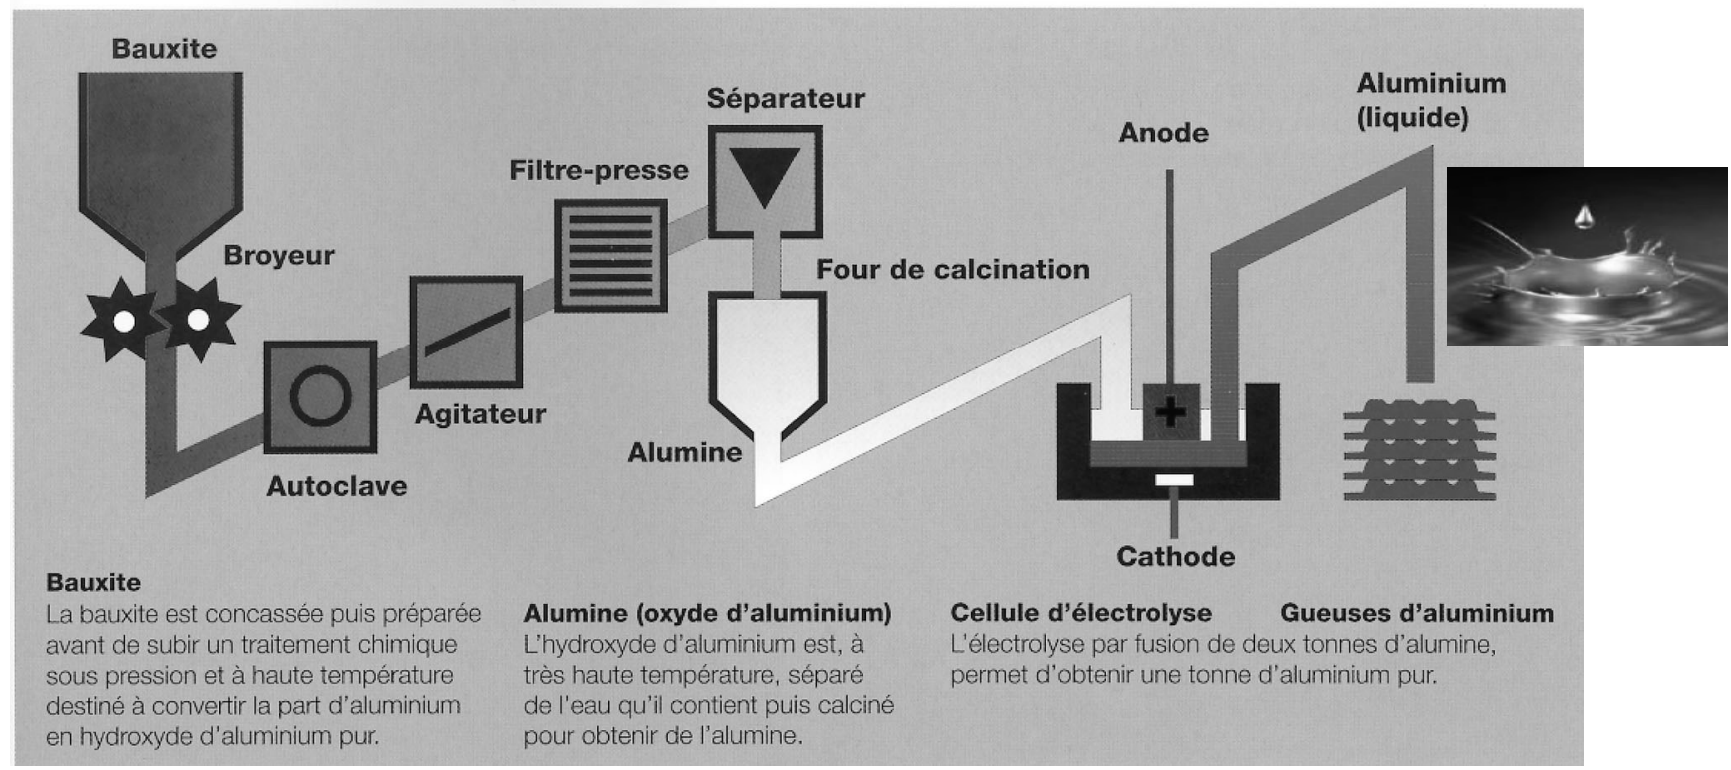 Bauxite
Broyeur
Autoclave
Agitateur
Filtre-presse
Séparateur
Four de calcination
Alumine
Anode
+
Cathode
Aluminium
(liquide)
Bauxite
La bauxite est concassée puis préparée
avant de subir un traitement chimique
sous pression et à haute température
destiné à convertir la part d'aluminium
en hydroxyde d'aluminium pur.
Alumine (oxyde d'aluminium)
L'hydroxyde d'aluminium est, à
très haute température, séparé
de l'eau qu'il contient puis calciné
pour obtenir de l'alumine.
Cellule d'électrolyse
Gueuses d'aluminium
L'électrolyse par fusion de deux tonnes d'alumine,
permet d'obtenir une tonne d'aluminium pur.